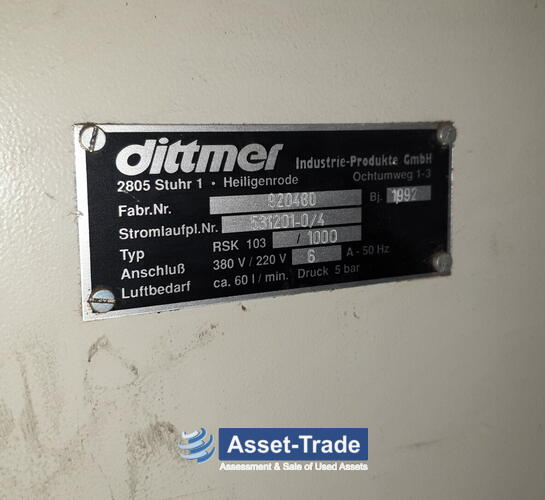 dittmer Industrie-Produkte GmbH
2805 Stuhr 1 • Heiligenrode Ochtumweg 1-3
Fabr.Nr. 920480 Bj. 1992
Stromlaufpl.Nr. 531201-0/4
Typ RSK 103 / 1000
Anschluß 380 V / 220 V 6 A - 50 Hz
Luftbedarf ca. 60 l / min. Druck 5 bar
Asset-Trade
Assessment & Sale of Used Assets